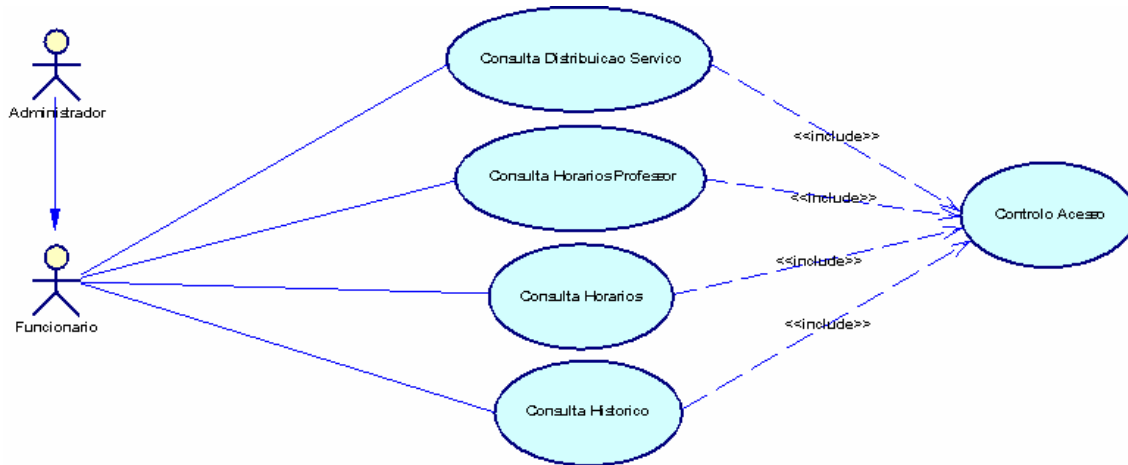 Consulta Distribuicao Servico
Administrador
<<include>>
Consulta Horarios Professor
<<include>>
Controlo Acesso
<<include>>
Consulta Horarios
Funcionario
<<include>>
Consulta Historico